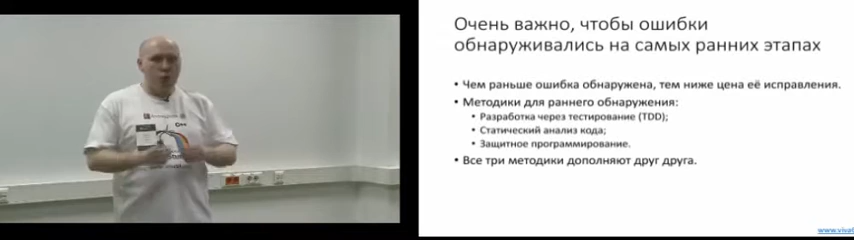 Очень важно, чтобы ошибки
обнаруживались на самых ранних этапах
• Чем раньше ошибка обнаружена, тем ниже цена её исправления.
• Методики для раннего обнаружения:
• Разработка через тестирование (TDD);
• Статический анализ кода;
• Защитное программирование.
• Все три методики дополняют друг друга.